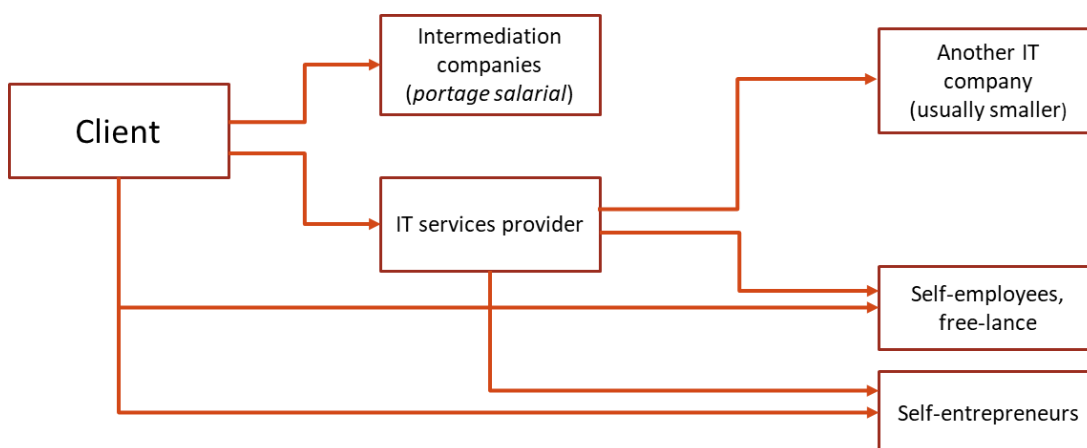 Intermediation
companies
(portage salarial)
Another IT
company
(usually smaller)
Client
IT services provider
Self-employees,
free-lance
Self-entrepreneurs